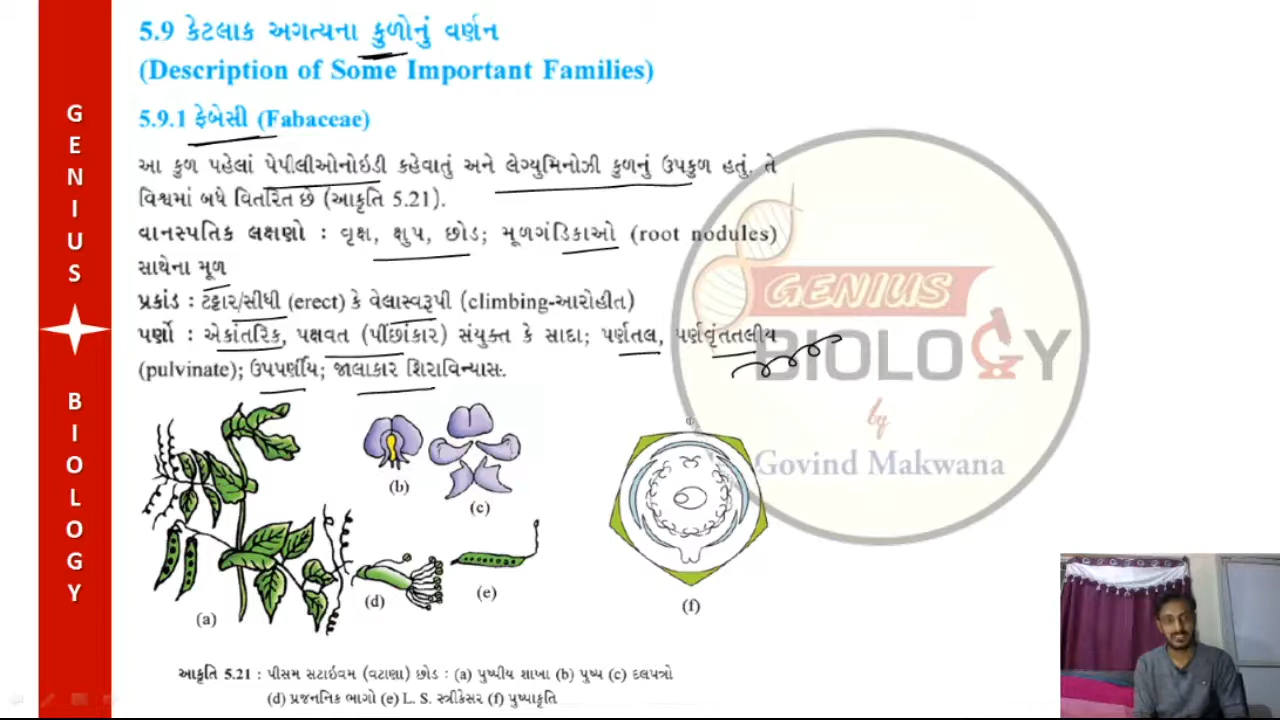 GENIUS
BIOLOGY
5.9 કેટલાક અગત્યના કુળોનું વર્ણન
(Description of Some Important Families)
5.9.1 ફેબેસી (Fabaceae)
આ કુળ પહેલાં પેપીલીઓનોઇડી કહેવાતું અને લેગ્યુમિનોઝી કુળનું ઉપકુળ હતું. તે
વિશ્વમાં બધે વિતરિત છે (આકૃતિ 5.21).
વાનસ્પતિક લક્ષણો : વૃક્ષ, ક્ષુપ, છોડ; મૂળગંડિકાઓ (root nodules)
સાથેના મૂળ
પ્રકાંડ : ટટ્ટાર/સીધી (erect) કે વેલાસ્વરૂપી (climbing-આરોહીત)
પર્ણો : એકાંતરિક, પક્ષવત (પીંછાંકાર) સંયુક્ત કે સાદા; પર્ણતલ, પર્ણવૃંતતલીય
(pulvinate); ઉપપર્ણીય; જાલાકાર શિરાવિન્યાસ.
GENIUS
BIOLOGY
by
Govind Makwana
(a)
(b)
(c)
(d)
(e)
(f)
આકૃતિ 5.21 : પીસમ સટાઇવમ (વટાણા) છોડ : (a) પુષ્પીય શાખા (b) પુષ્પ (c) દલપત્રો
(d) પ્રજનનિક ભાગો (e) L. S. સ્ત્રીકેસર (f) પુષ્પાકૃતિ